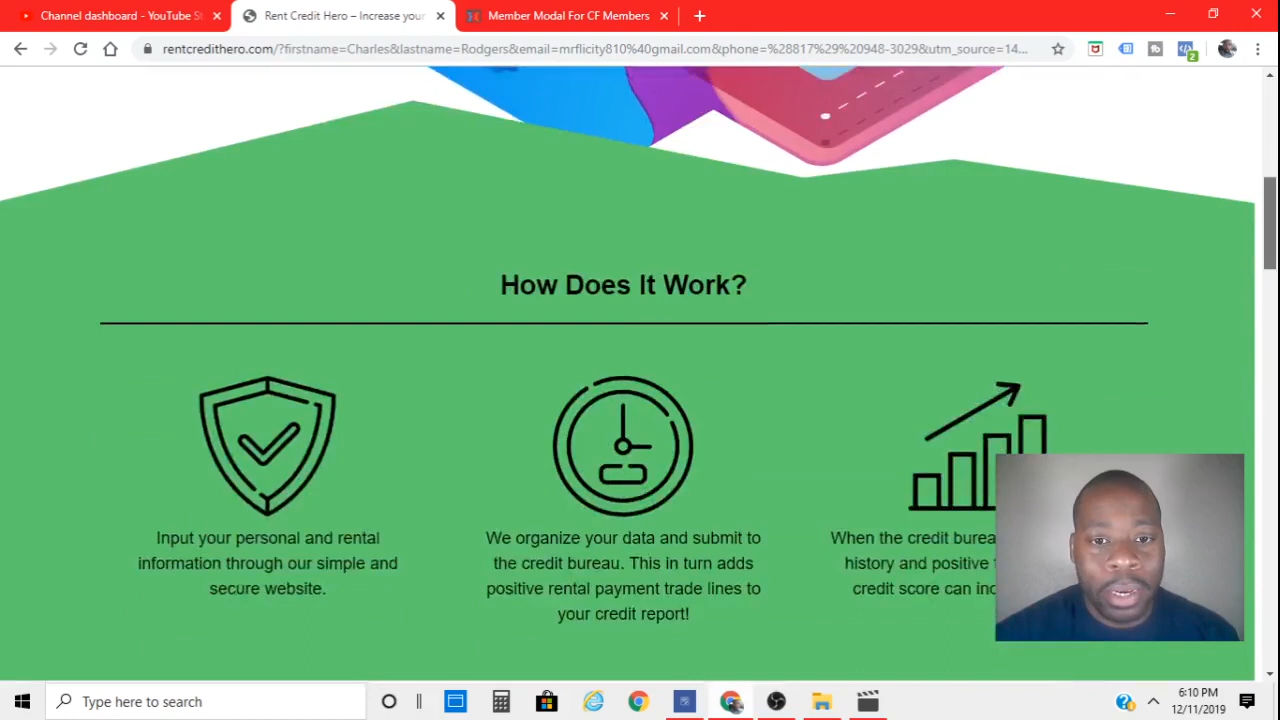 Channel dashboard - YouTube S
Rent Credit Hero – Increase your
Member Modal For CF Members
rentcredithero.com/?firstname=Charles&lastname=Rodgers&email=mrflicity810%40gmail.com&phone=%28817%29%20948-3029&utm_source=14...
2
How Does It Work?
Input your personal and rental
information through our simple and
secure website.
We organize your data and submit to
the credit bureau. This in turn adds
positive rental payment trade lines to
your credit report!
When the credit burea
history and positive
credit score can inc
Type here to search
6:10 PM
12/11/2019